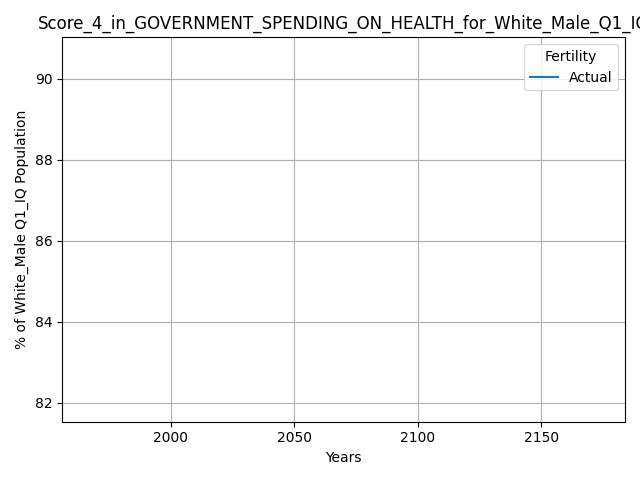 Score_4_in_GOVERNMENT_SPENDING_ON_HEALTH_for_White_Male_Q1_IQ
Fertility
Actual
90
88
86
84
82
% of White_Male Q1_IQ Population
2000 2050 2100 2150
Years